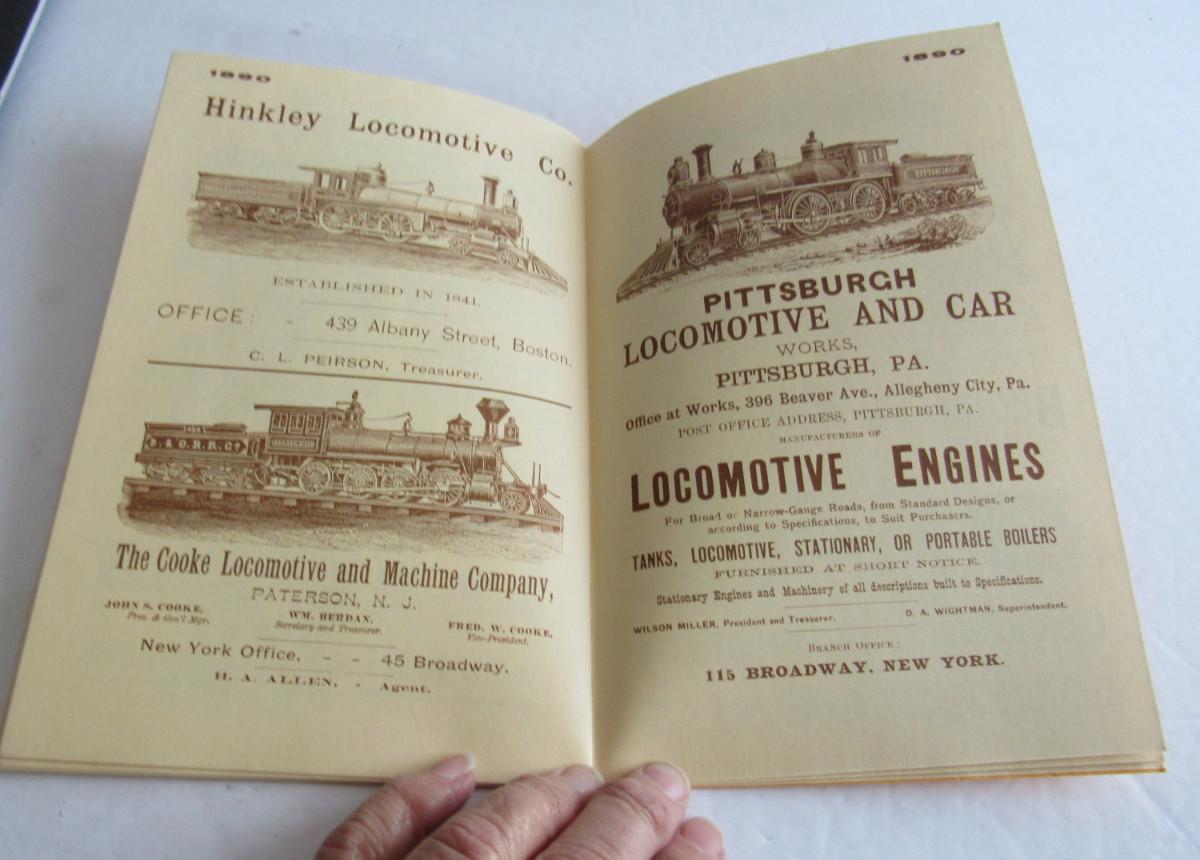 1890
Hinkley Locomotive Co.
ESTABLISHED IN 1841.
OFFICE: - 439 Albany Street, Boston.
C. L. PEIRSON, Treasurer.
B. & O. R. R. Co
The Cooke Locomotive and Machine Company,
PATERSON, N. J.
JOHN S. COOKE,
Pres. & Gen'l Mgr.
WM. BERDAN,
Secretary and Treasurer.
FRED. W. COOKE,
Vice-President.
New York Office, - - 45 Broadway.
H. A. ALLEN, - Agent.
1890
PITTSBURGH
PITTSBURGH
LOCOMOTIVE AND CAR
WORKS,
PITTSBURGH, PA.
Office at Works, 396 Beaver Ave., Allegheny City, Pa.
POST OFFICE ADDRESS, PITTSBURGH, PA.
MANUFACTURERS OF
LOCOMOTIVE ENGINES
For Broad or Narrow-Gauge Roads, from Standard Designs, or
according to Specifications, to Suit Purchasers.
TANKS, LOCOMOTIVE, STATIONARY, OR PORTABLE BOILERS
FURNISHED AT SHORT NOTICE.
Stationary Engines and Machinery of all descriptions built to Specifications.
WILSON MILLER, President and Treasurer. D. A. WIGHTMAN, Superintendent.
BRANCH OFFICE:
115 BROADWAY, NEW YORK.